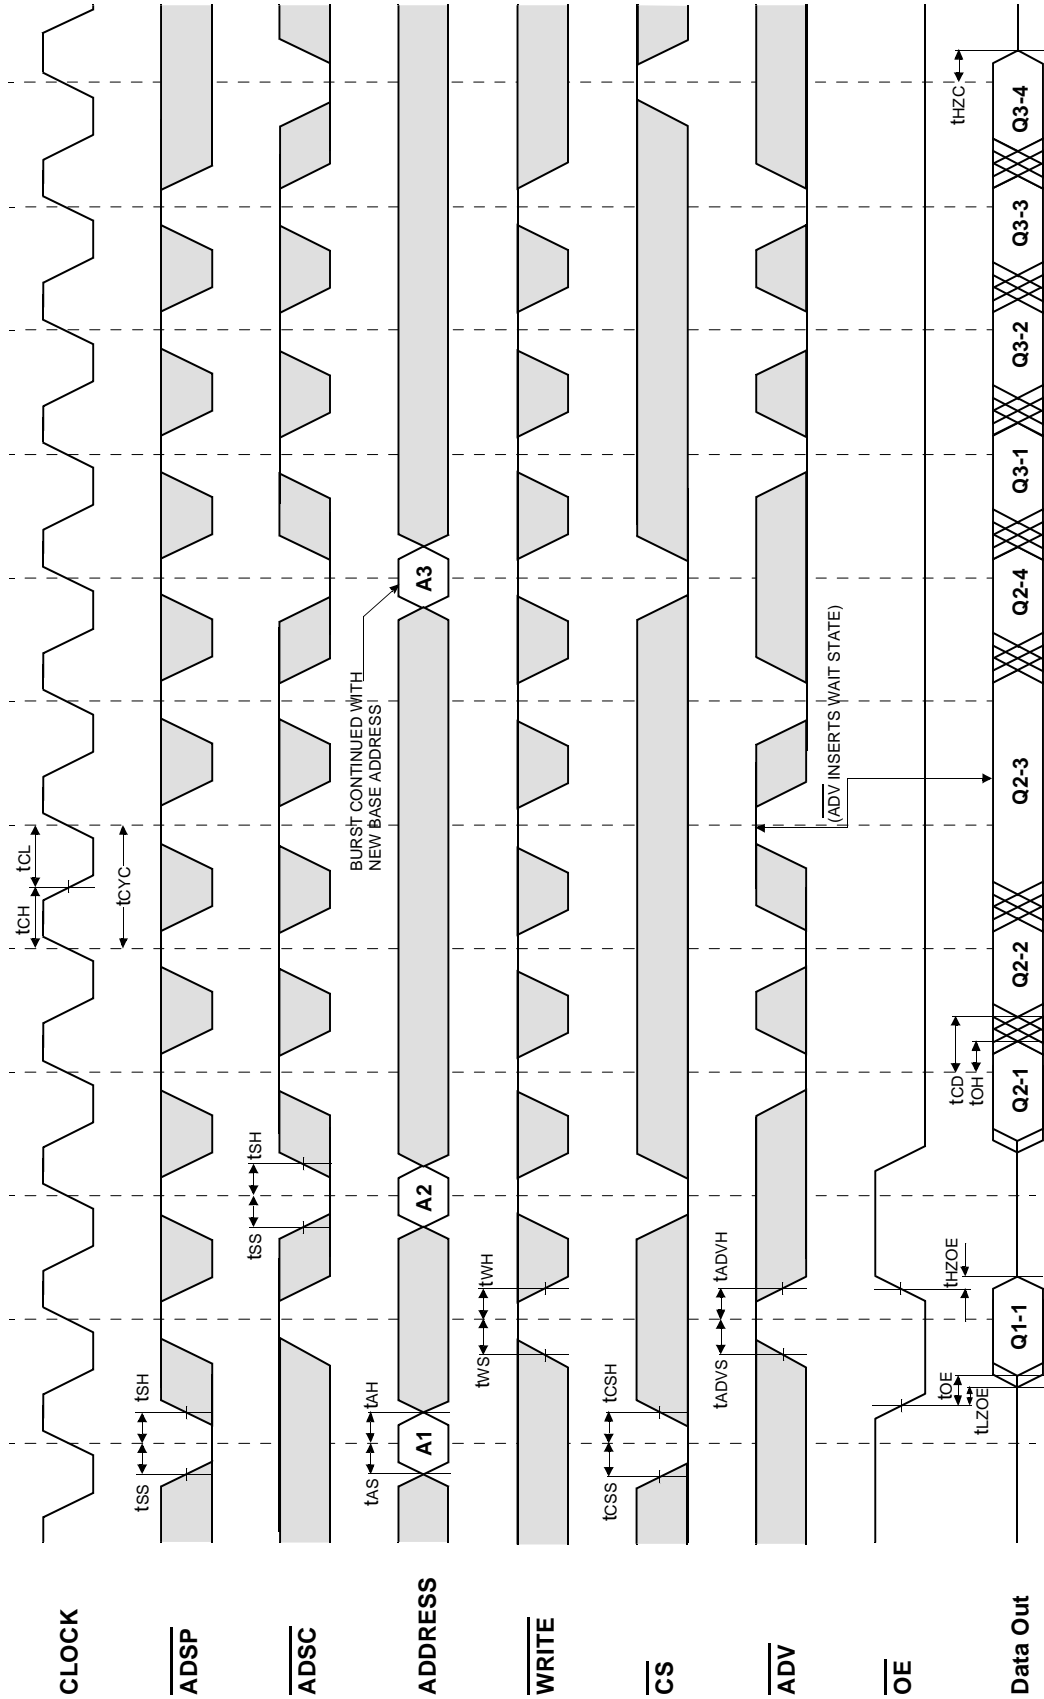 CLOCK
tCH
tCL
tCYC
ADSP
tSS
tSH
ADSC
tSS
tSH
ADDRESS
tAS
tAH
A1
A2
A3
BURST CONTINUED WITH
NEW BASE ADDRESS
WRITE
tWS
tWH
CS
tCSS
tCSH
ADV
tADVS
tADVH
(ADV INSERTS WAIT STATE)
OE
tOE
tLZOE
tHZOE
tCD
tOH
tHZC
Data Out
Q1-1
Q2-1
Q2-2
Q2-3
Q2-4
Q3-1
Q3-2
Q3-3
Q3-4